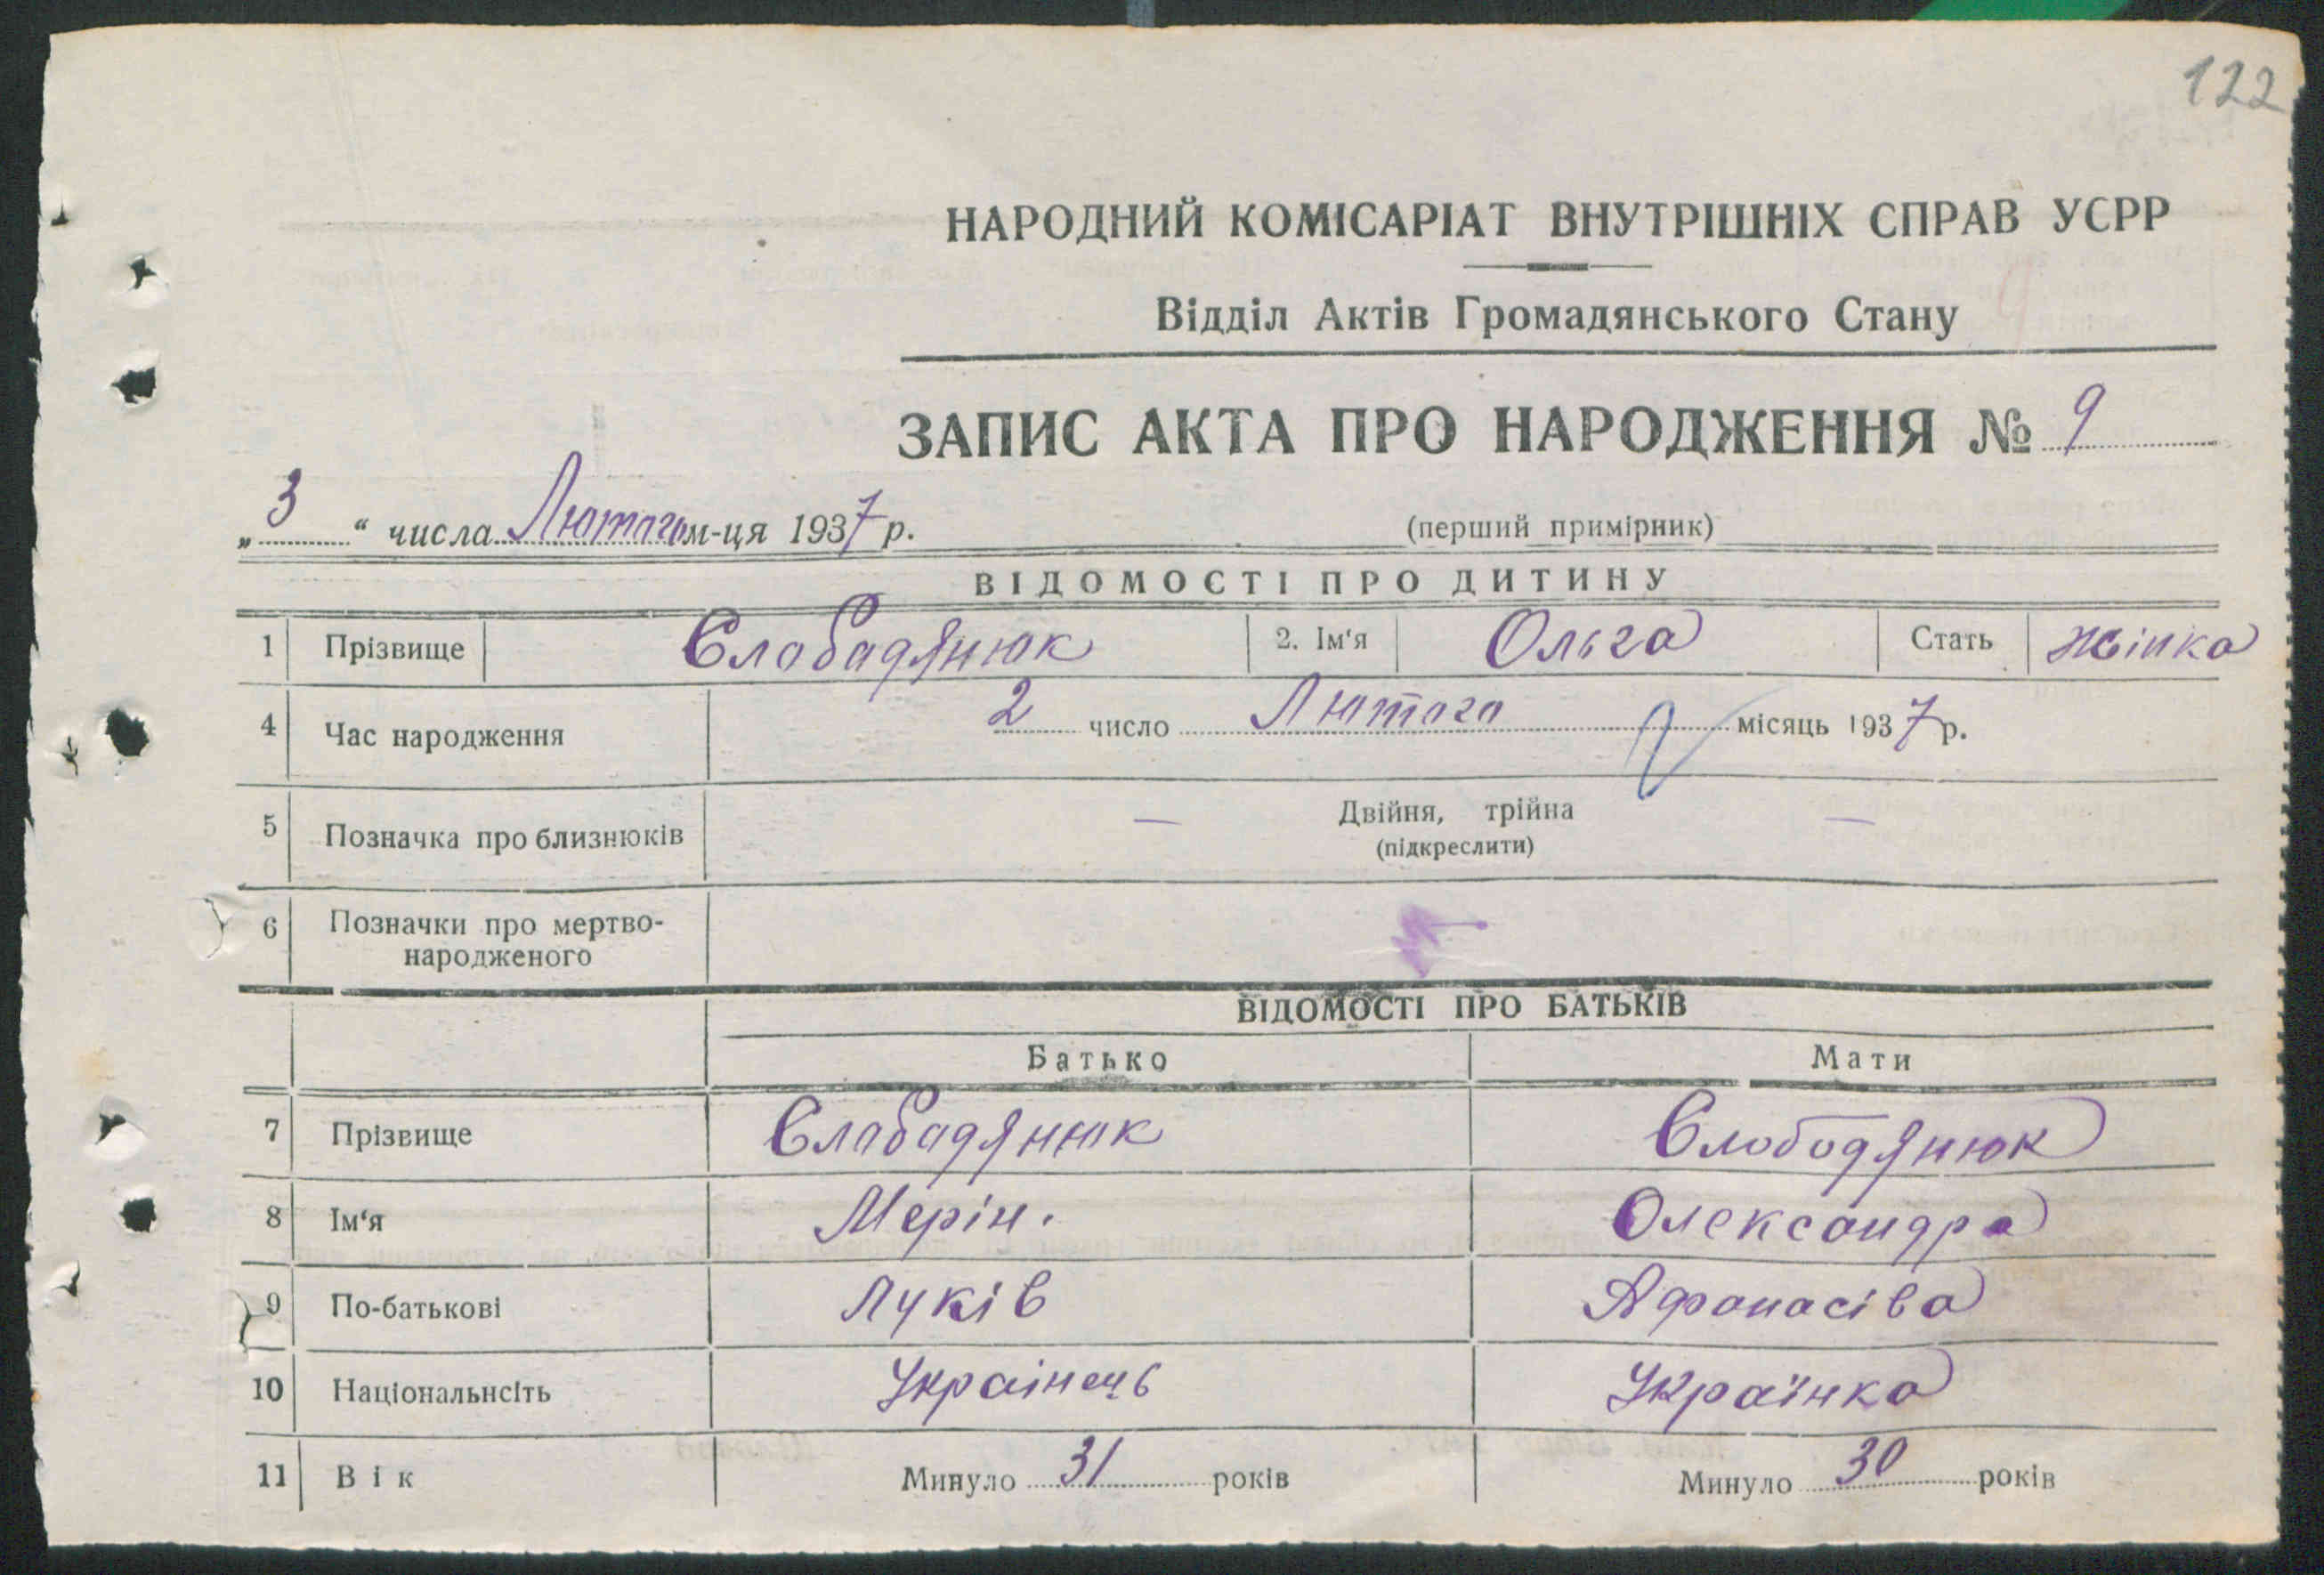 122
НАРОДНИЙ КОМІСАРІАТ ВНУТРІШНІХ СПРАВ УСРР
Відділ Актів Громадянського Стану
ЗАПИС АКТА ПРО НАРОДЖЕННЯ № 9
„3“ числа Лютого м-ця 1937 р. (перший примірник)
ВІДОМОСТІ ПРО ДИТИНУ
1 Прізвище Слабадянюк 2. Ім'я Ольга Стать жінка
4 Час народження 2 число Лютого місяць 1937 р.
5 Позначка про близнюків — Двійня, трійна —
(підкреслити)
6 Позначки про мертво-
народженого
ВІДОМОСТІ ПРО БАТЬКІВ
Батько Мати
7 Прізвище Слабадянюк Слободянюк
8 Ім'я Мерін. Олександра
9 По-батькові Луків Афонасіва
10 Національнсіть Украінець Українка
11 Вік Минуло 31 років Минуло 30 років